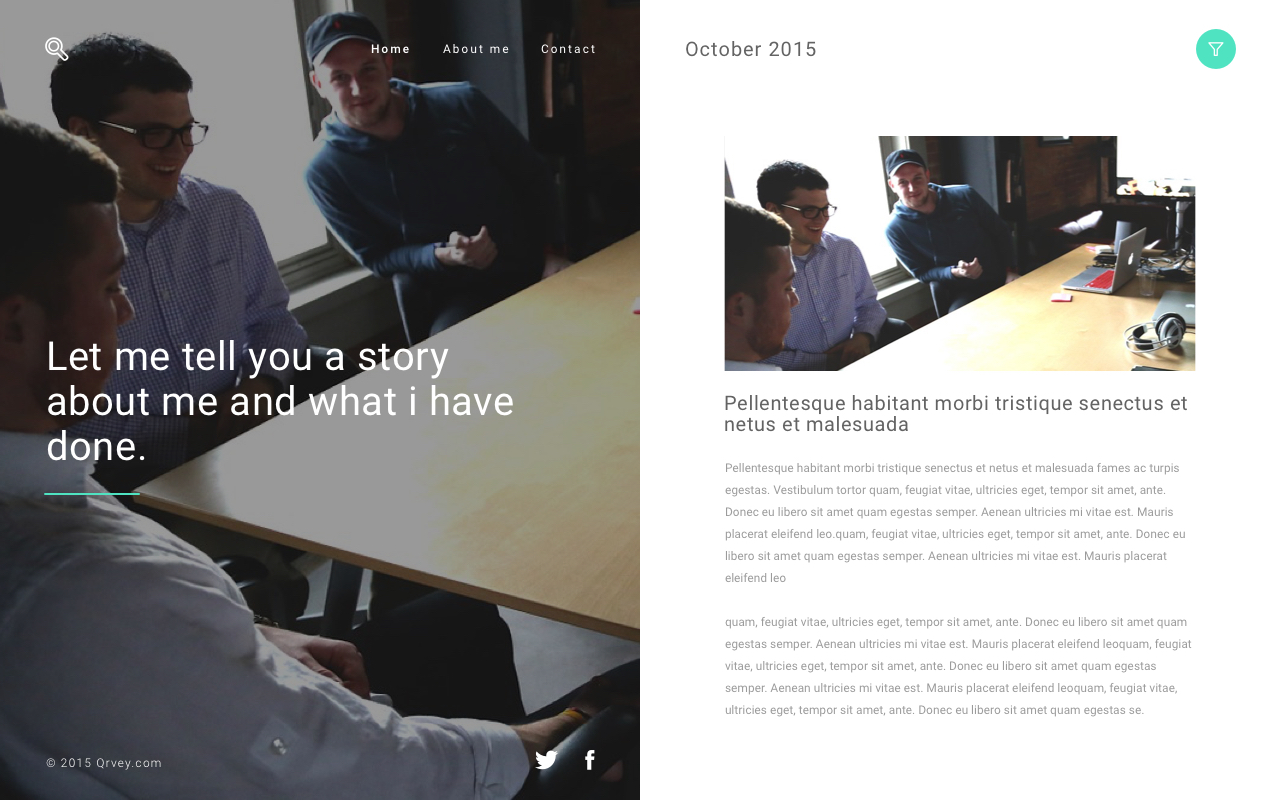 Home About me Contact
Let me tell you a story
about me and what i have
done.
© 2015 Qrvey.com
October 2015
Pellentesque habitant morbi tristique senectus et
netus et malesuada
Pellentesque habitant morbi tristique senectus et netus et malesuada fames ac turpis
egestas. Vestibulum tortor quam, feugiat vitae, ultricies eget, tempor sit amet, ante.
Donec eu libero sit amet quam egestas semper. Aenean ultricies mi vitae est. Mauris
placerat eleifend leo.quam, feugiat vitae, ultricies eget, tempor sit amet, ante. Donec eu
libero sit amet quam egestas semper. Aenean ultricies mi vitae est. Mauris placerat
eleifend leo
quam, feugiat vitae, ultricies eget, tempor sit amet, ante. Donec eu libero sit amet quam
egestas semper. Aenean ultricies mi vitae est. Mauris placerat eleifend leoquam, feugiat
vitae, ultricies eget, tempor sit amet, ante. Donec eu libero sit amet quam egestas
semper. Aenean ultricies mi vitae est. Mauris placerat eleifend leoquam, feugiat vitae,
ultricies eget, tempor sit amet, ante. Donec eu libero sit amet quam egestas se.